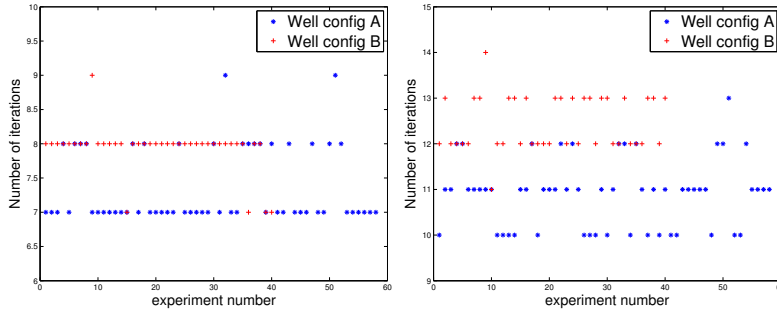 10
9.5
9
8.5
8
7.5
7
6.5
6
0 10 20 30 40 50 60
Number of iterations
experiment number
Well config A
Well config B
15
14
13
12
11
10
9
0 10 20 30 40 50 60
Number of iterations
experiment number
Well config A
Well config B